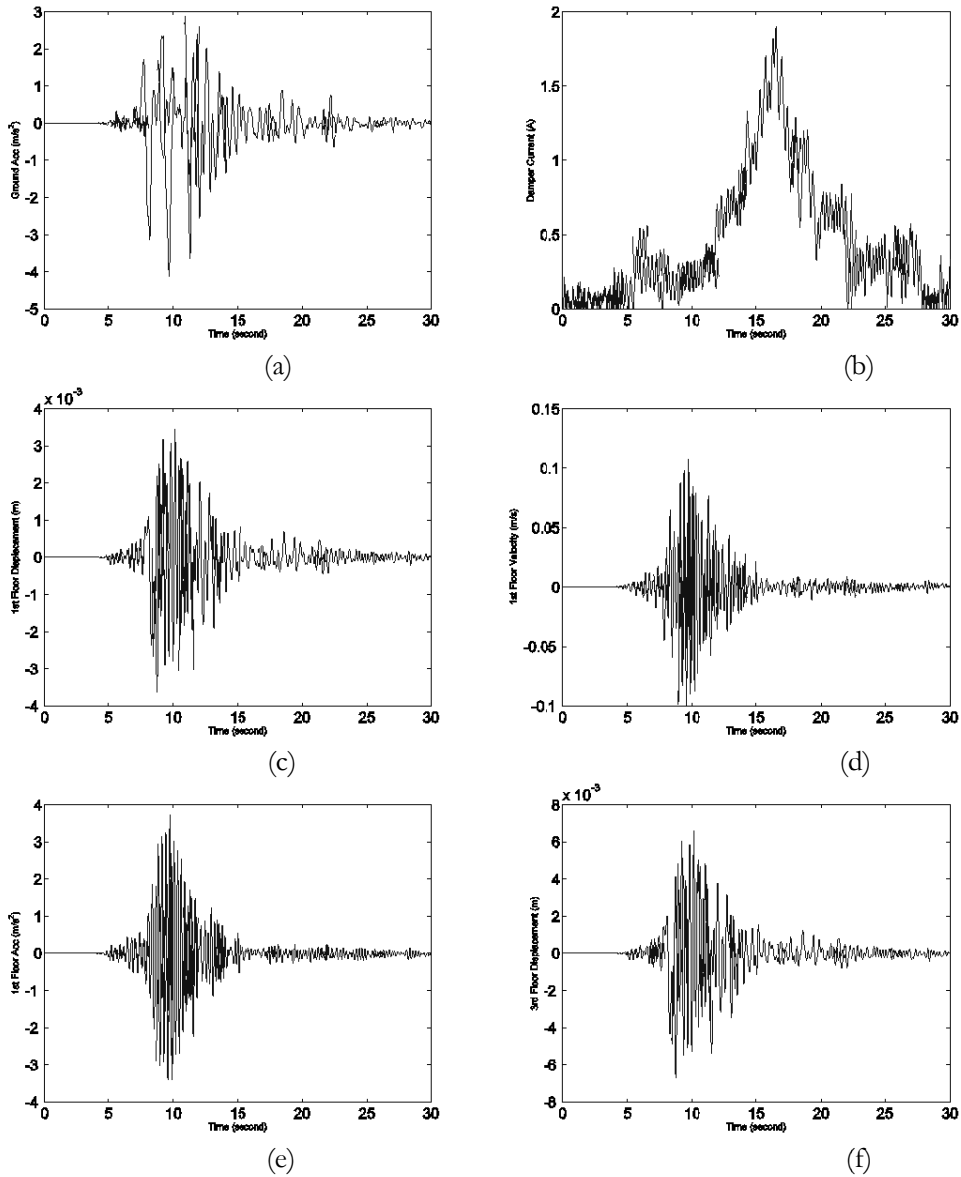 3
2
1
0
-1
-2
-3
-4
-5
Ground Acc (m/s²)
0 5 10 15 20 25 30
Time (second)
(a)
2
1.5
1
0.5
0
Damper Current (A)
0 5 10 15 20 25 30
Time (second)
(b)
x 10⁻³
4
3
2
1
0
-1
-2
-3
-4
1st Floor Displacement (m)
0 5 10 15 20 25 30
Time (second)
(c)
0.15
0.1
0.05
0
-0.05
-0.1
1st Floor Velocity (m/s)
0 5 10 15 20 25 30
Time (second)
(d)
4
3
2
1
0
-1
-2
-3
-4
1st Floor Acc (m/s²)
0 5 10 15 20 25 30
Time (second)
(e)
x 10⁻³
8
6
4
2
0
-2
-4
-6
-8
3rd Floor Displacement (m)
0 5 10 15 20 25 30
Time (second)
(f)